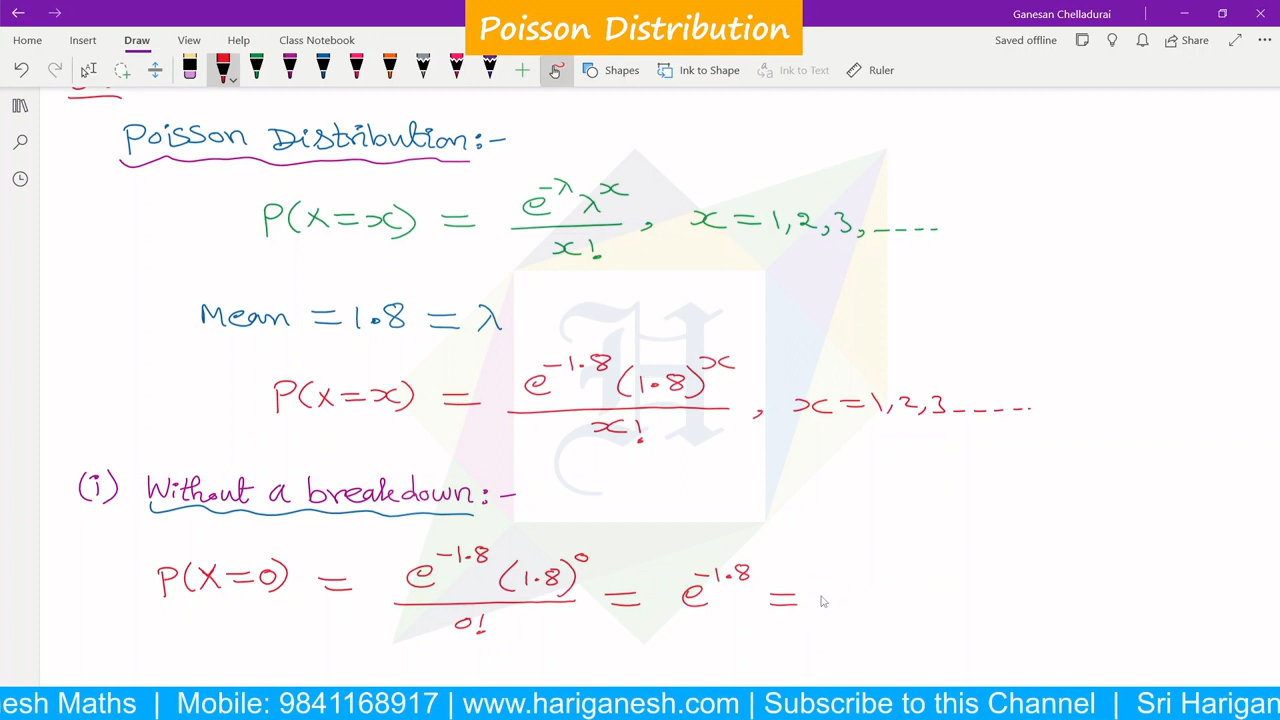 Poisson Distribution
Ganesan Chelladurai
Home Insert Draw View Help Class Notebook
Saved offline Share
Shapes Ink to Shape Ink to Text Ruler
Poisson Distribution:-
P(X=x) = e^-λ λ^x / x! , x=1,2,3,----
Mean = 1.8 = λ
P(X=x) = e^-1.8 (1.8)^x / x! , x=1,2,3-----
(i) Without a breakdown:-
P(X=0) = e^-1.8 (1.8)^0 / 0! = e^-1.8 =
esh Maths | Mobile: 9841168917 | www.hariganesh.com | Subscribe to this Channel | Sri Harigan